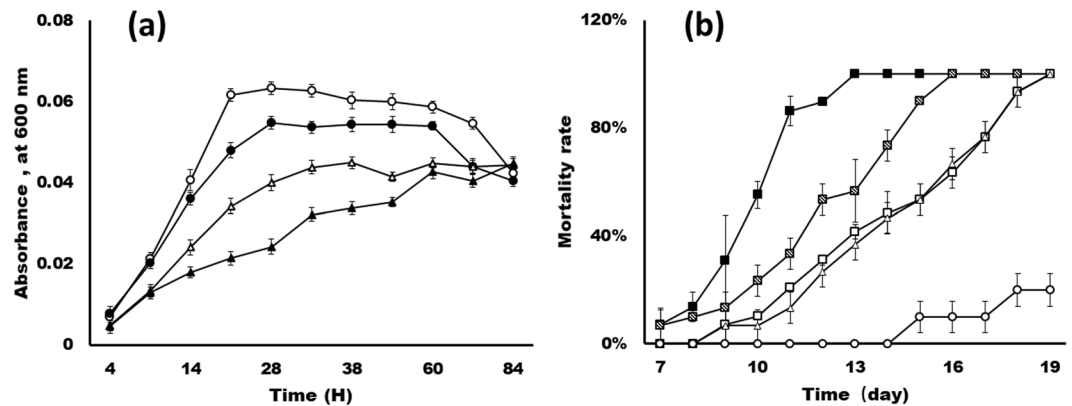 (a)
0.08
0.06
0.04
0.02
0
Absorbance , at 600 nm
4 14 28 38 60 84
Time (H)
(b)
120%
80%
40%
0%
Mortality rate
7 10 13 16 19
Time (day)